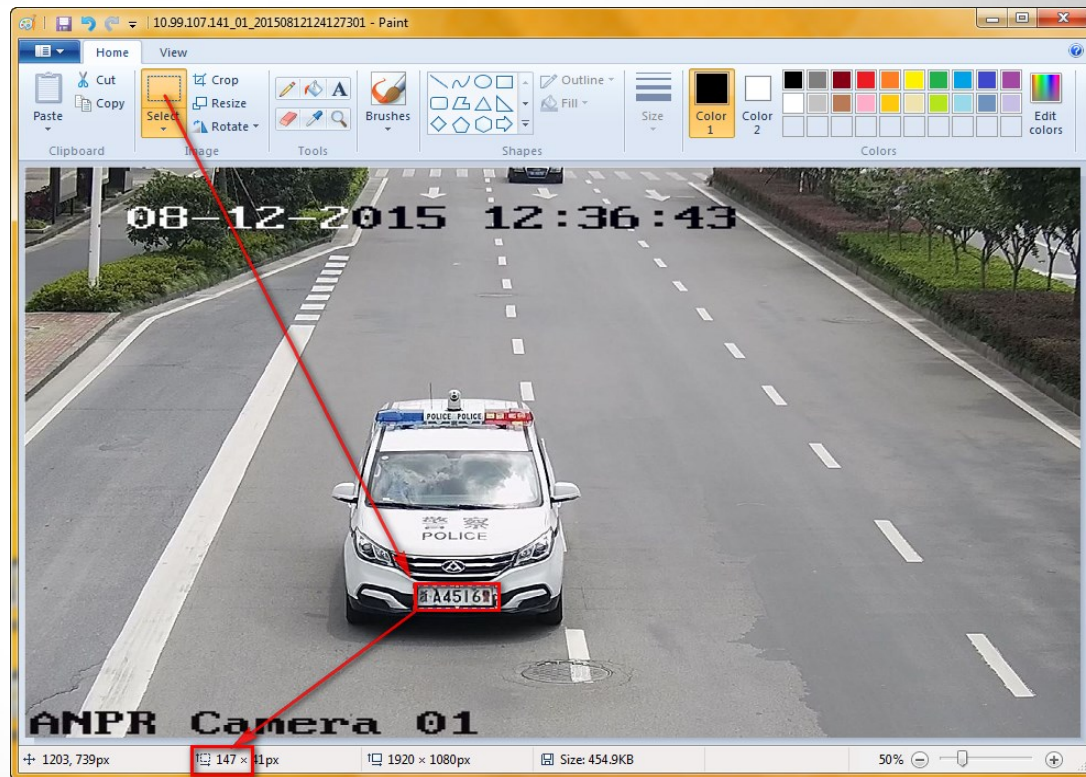 10.99.107.141_01_20150812124127301 - Paint
Home View
Paste
Cut
Copy
Clipboard
Select
Crop
Resize
Rotate
Image
A
Tools
Brushes
Outline
Fill
Shapes
Size
Color 1
Color 2
Edit colors
Colors
08-12-2015 12:36:43
POLICE POLICE
警察
POLICE
ANPR Camera 01
1203, 739px
147 × 41px
1920 × 1080px
Size: 454.9KB
50%